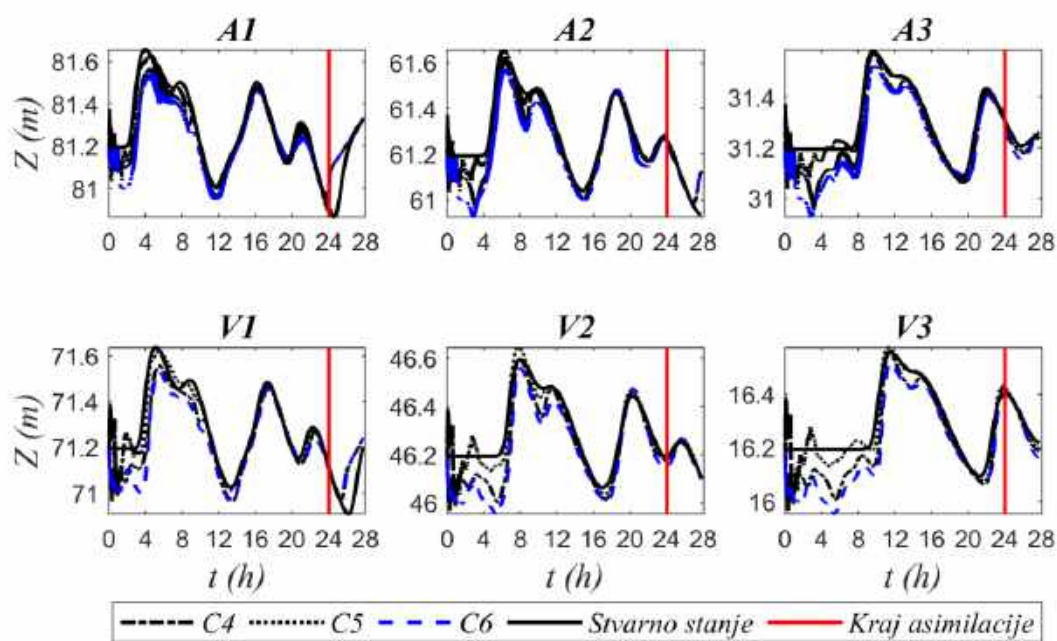 A1 A2 A3
81.6 61.6
81.4 61.4 31.4
81.2 61.2 31.2
81 61 31
Z (m)
0 4 8 12 16 20 24 28 0 4 8 12 16 20 24 28 0 4 8 12 16 20 24 28
V1 V2 V3
71.6 46.6
71.4 46.4 16.4
71.2 46.2 16.2
71 46 16
Z (m)
0 4 8 12 16 20 24 28 0 4 8 12 16 20 24 28 0 4 8 12 16 20 24 28
t (h) t (h) t (h)
C4 C5 C6 Stvarno stanje Kraj asimilacije